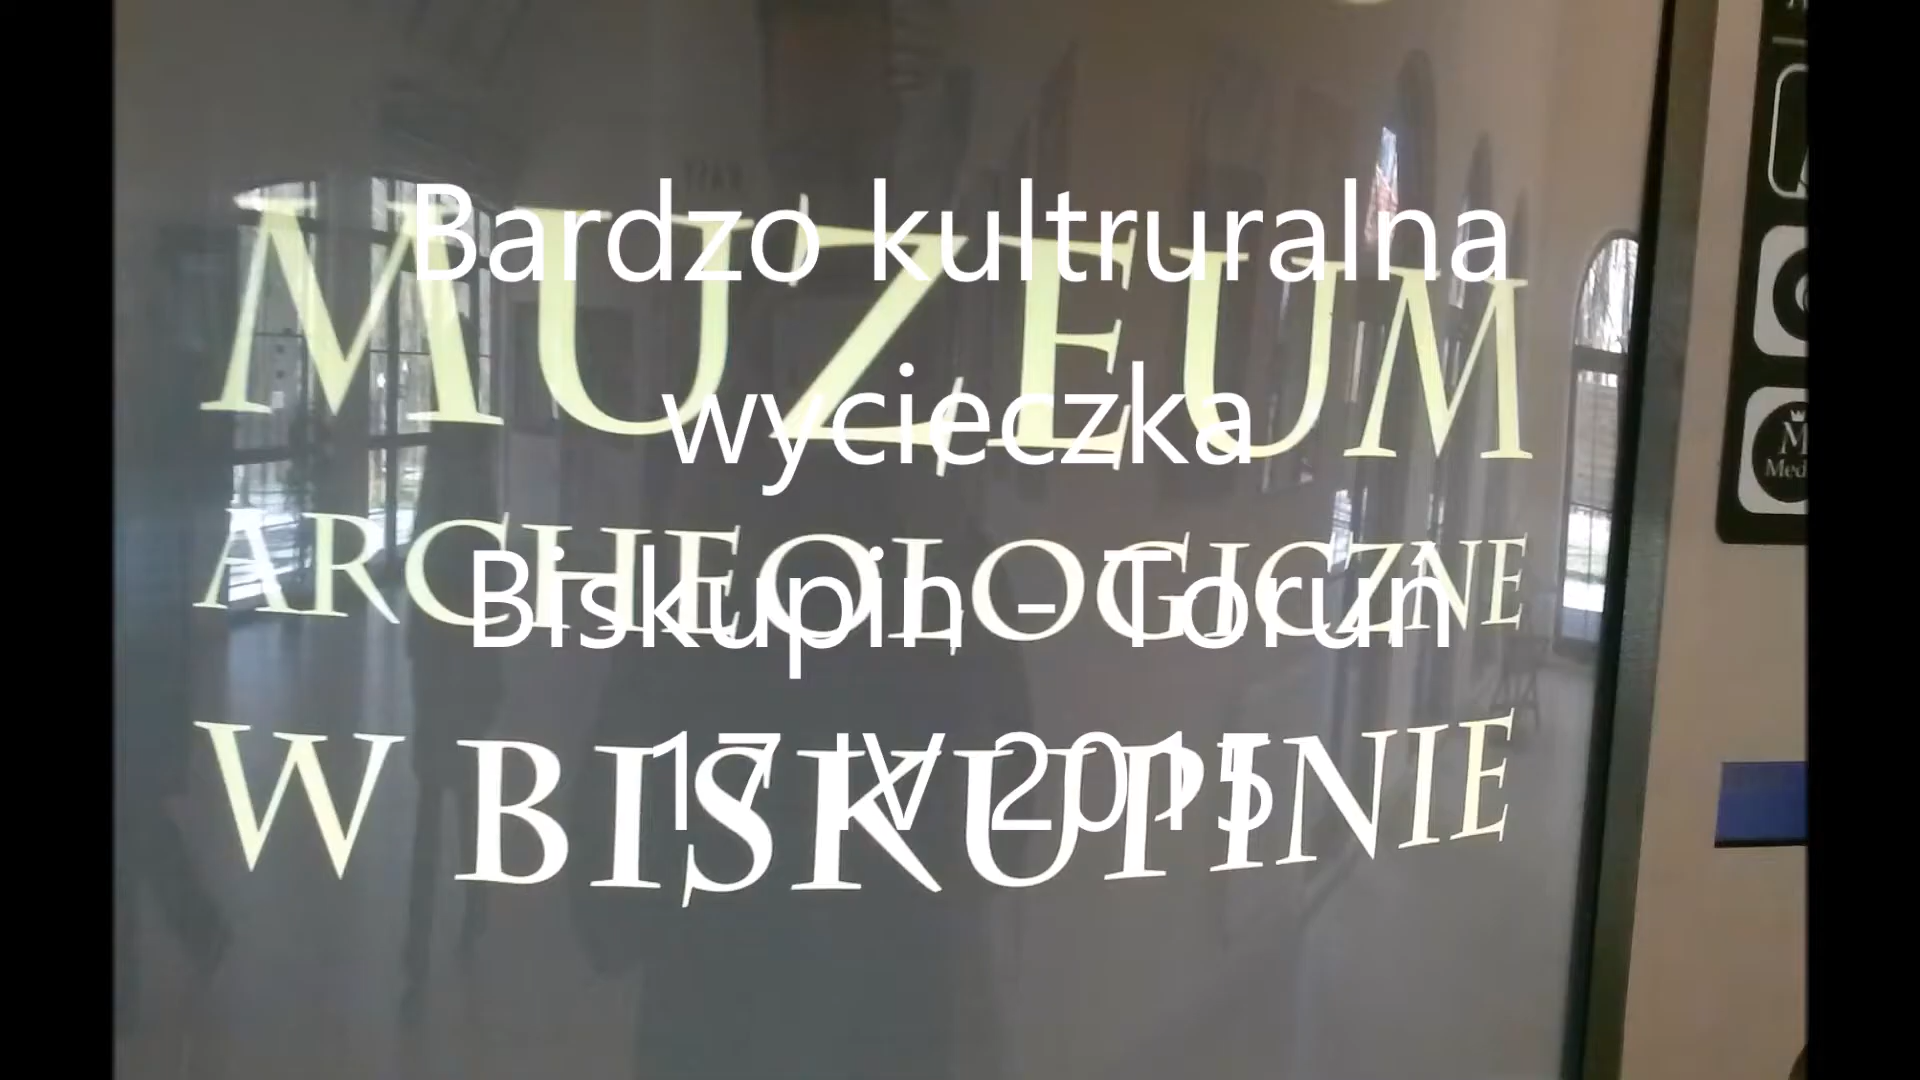 Bardzo kultruralna
wycieczka
Biskupin - Toruń
17 IV 2015
MUZEUM
ARCHEOLOGICZNE
W BISKUPINIE